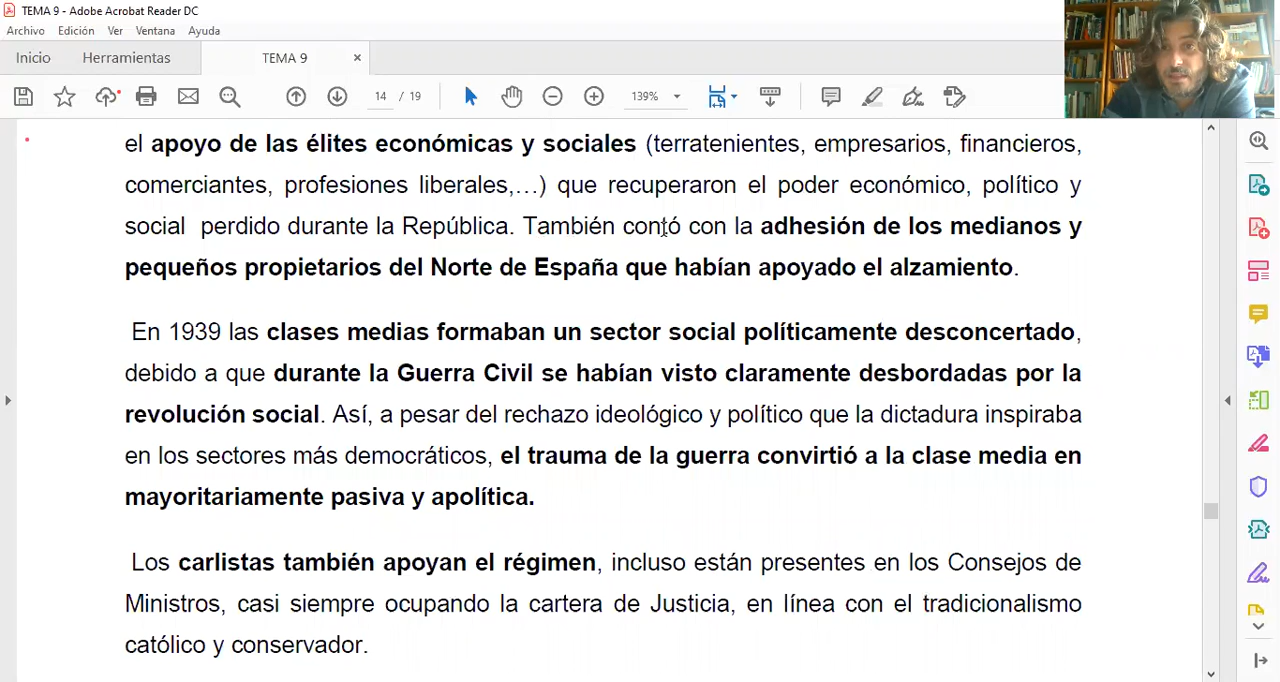 TEMA 9 - Adobe Acrobat Reader DC
Archivo Edición Ver Ventana Ayuda
Inicio Herramientas TEMA 9 ×
14 / 19 139%
el apoyo de las élites económicas y sociales (terratenientes, empresarios, financieros,
comerciantes, profesiones liberales,…) que recuperaron el poder económico, político y
social perdido durante la República. También contó con la adhesión de los medianos y
pequeños propietarios del Norte de España que habían apoyado el alzamiento.
En 1939 las clases medias formaban un sector social políticamente desconcertado,
debido a que durante la Guerra Civil se habían visto claramente desbordadas por la
revolución social. Así, a pesar del rechazo ideológico y político que la dictadura inspiraba
en los sectores más democráticos, el trauma de la guerra convirtió a la clase media en
mayoritariamente pasiva y apolítica.
Los carlistas también apoyan el régimen, incluso están presentes en los Consejos de
Ministros, casi siempre ocupando la cartera de Justicia, en línea con el tradicionalismo
católico y conservador.